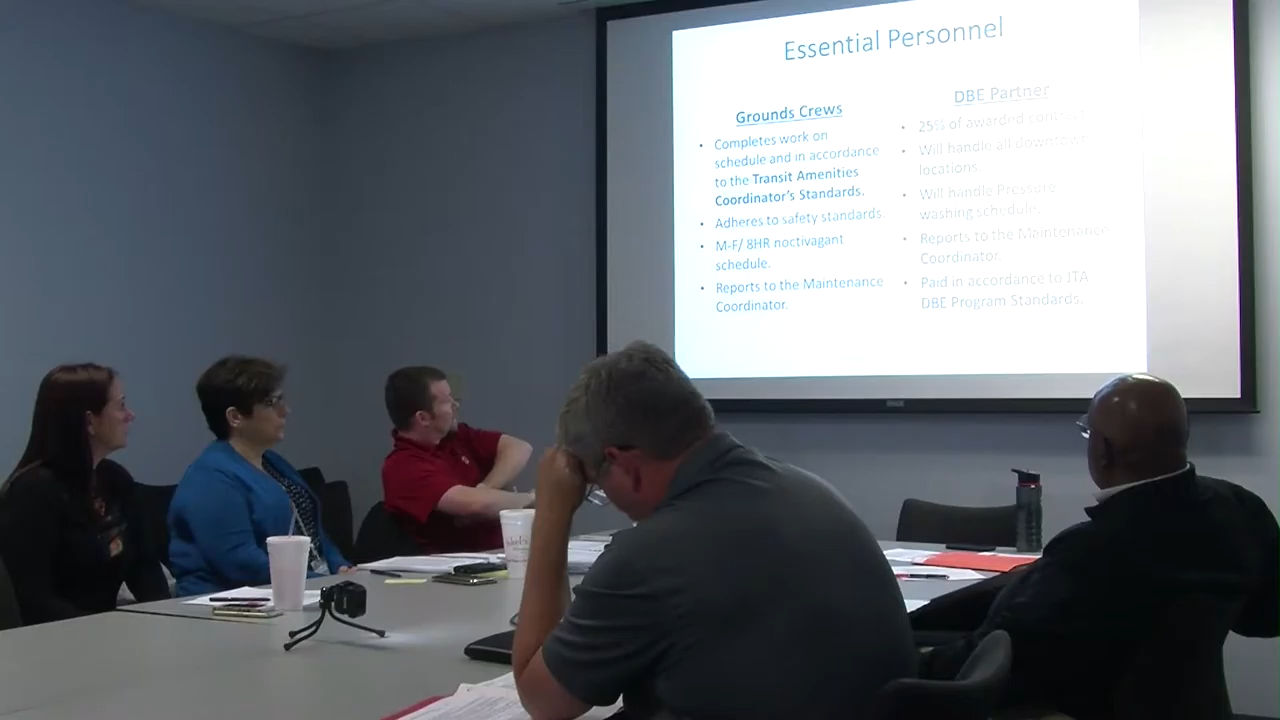 Essential Personnel
Grounds Crews
• Completes work on
schedule and in accordance
to the Transit Amenities
Coordinator's Standards.
• Adheres to safety standards.
• M-F/ 8HR noctivagant
schedule.
• Reports to the Maintenance
Coordinator.
DBE Partner
• 25% of awarded contract.
• Will handle all downtown
locations.
• Will handle Pressure
washing schedule.
• Reports to the Maintenance
Coordinator.
• Paid in accordance to JTA
DBE Program Standards.